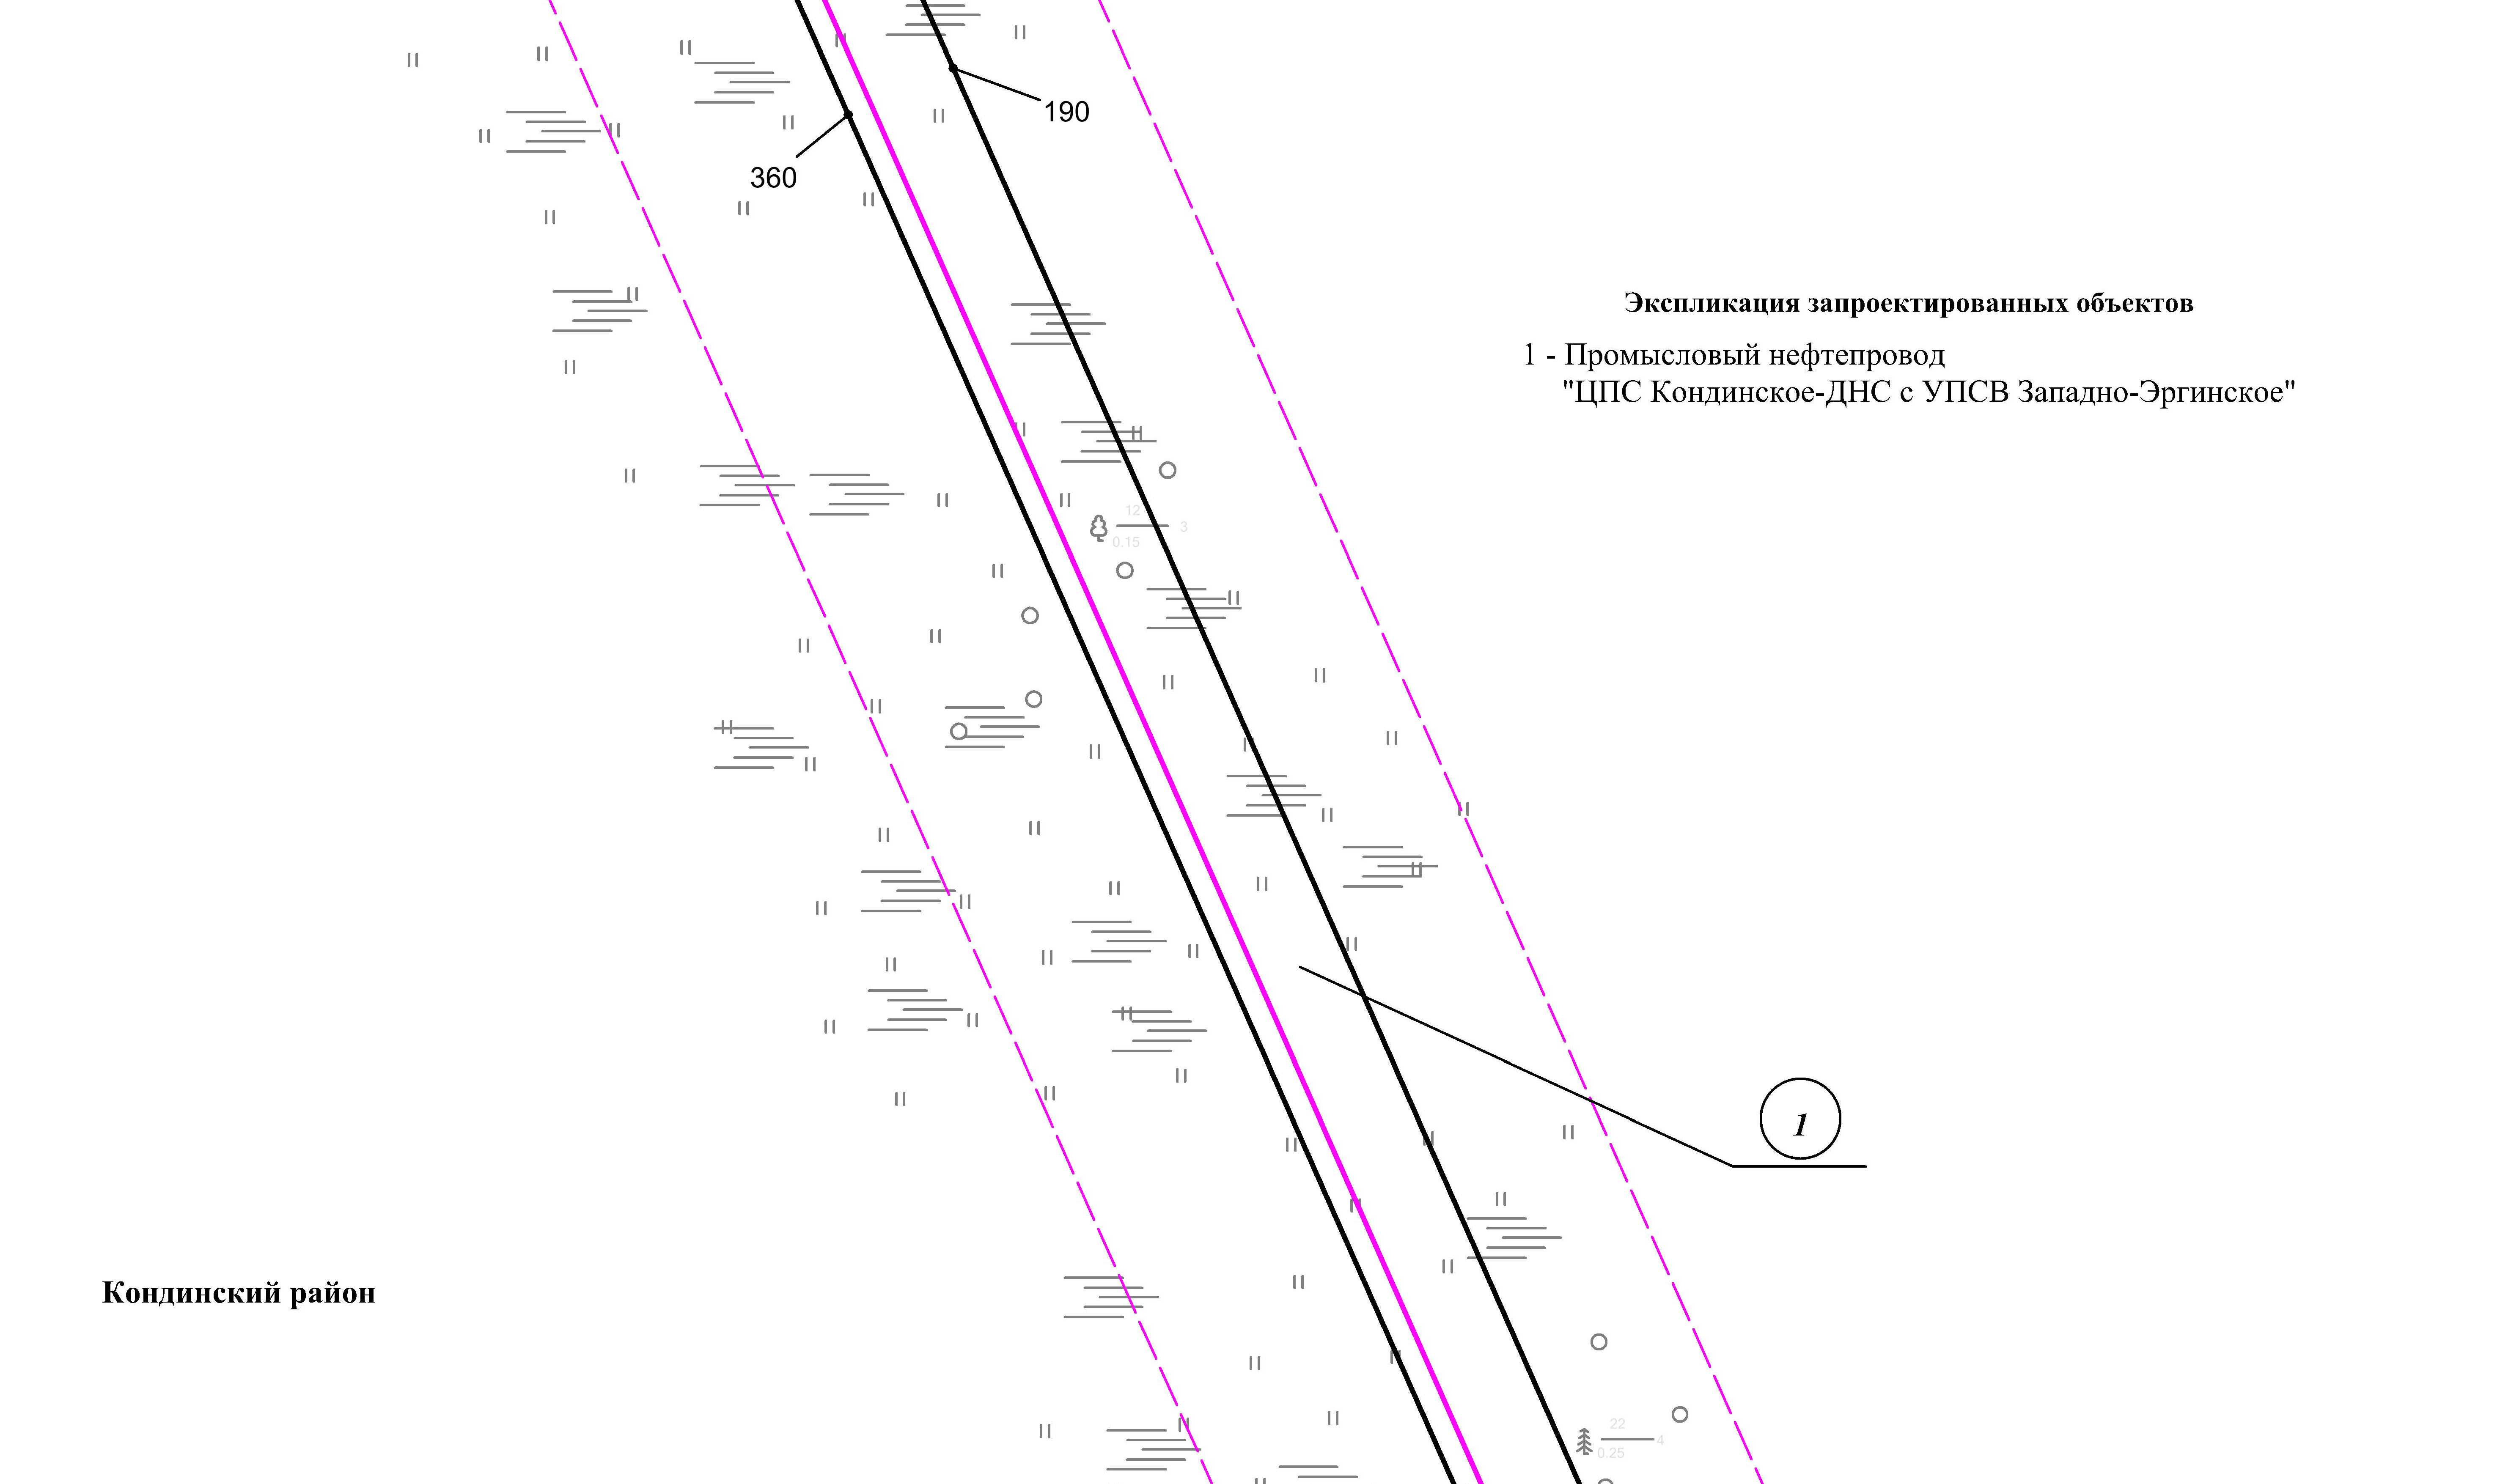 190
360
Экспликация запроектированных объектов
1 - Промысловый нефтепровод
"ЦПС Кондинское-ДНС с УПСВ Западно-Эргинское"
12
3
0.15
1
Кондинский район
22
4
0.25